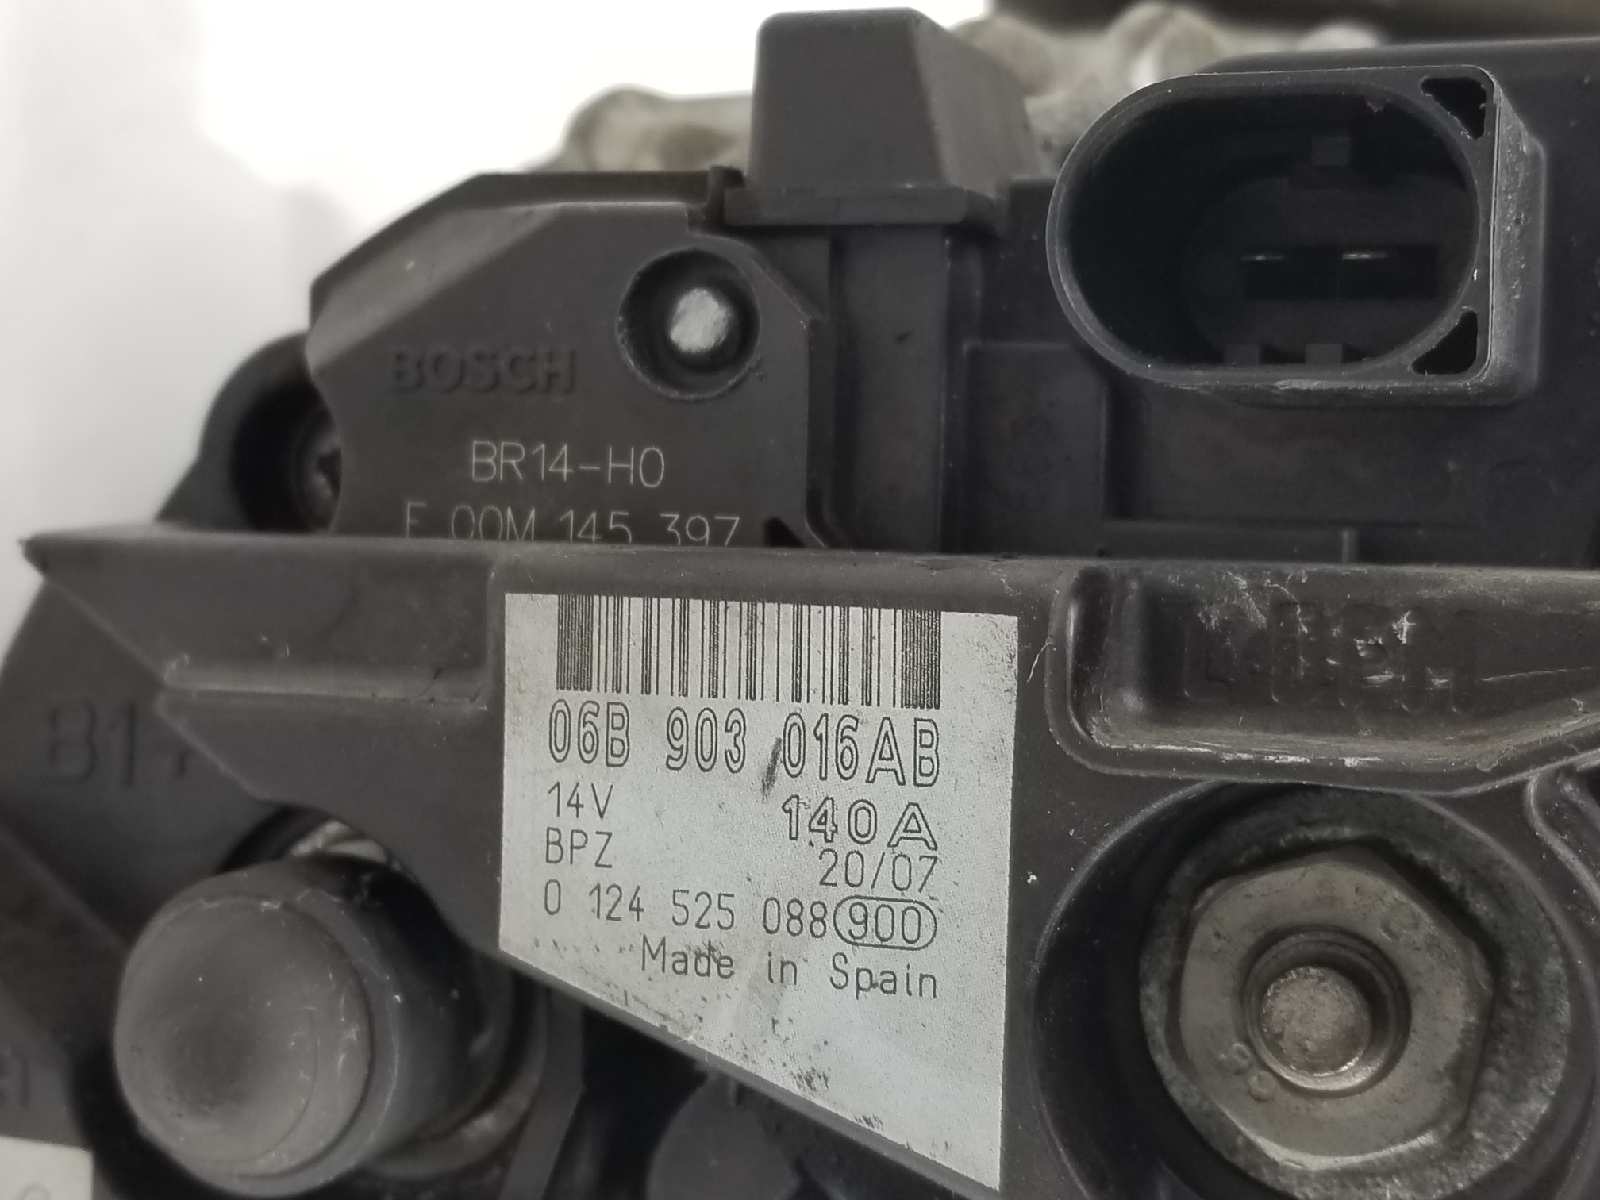 BOSCH
BR14-H0
F 00M 145 397
06B 903 016AB
14V 140A
BPZ 20/07
0 124 525 088 900
Made in Spain